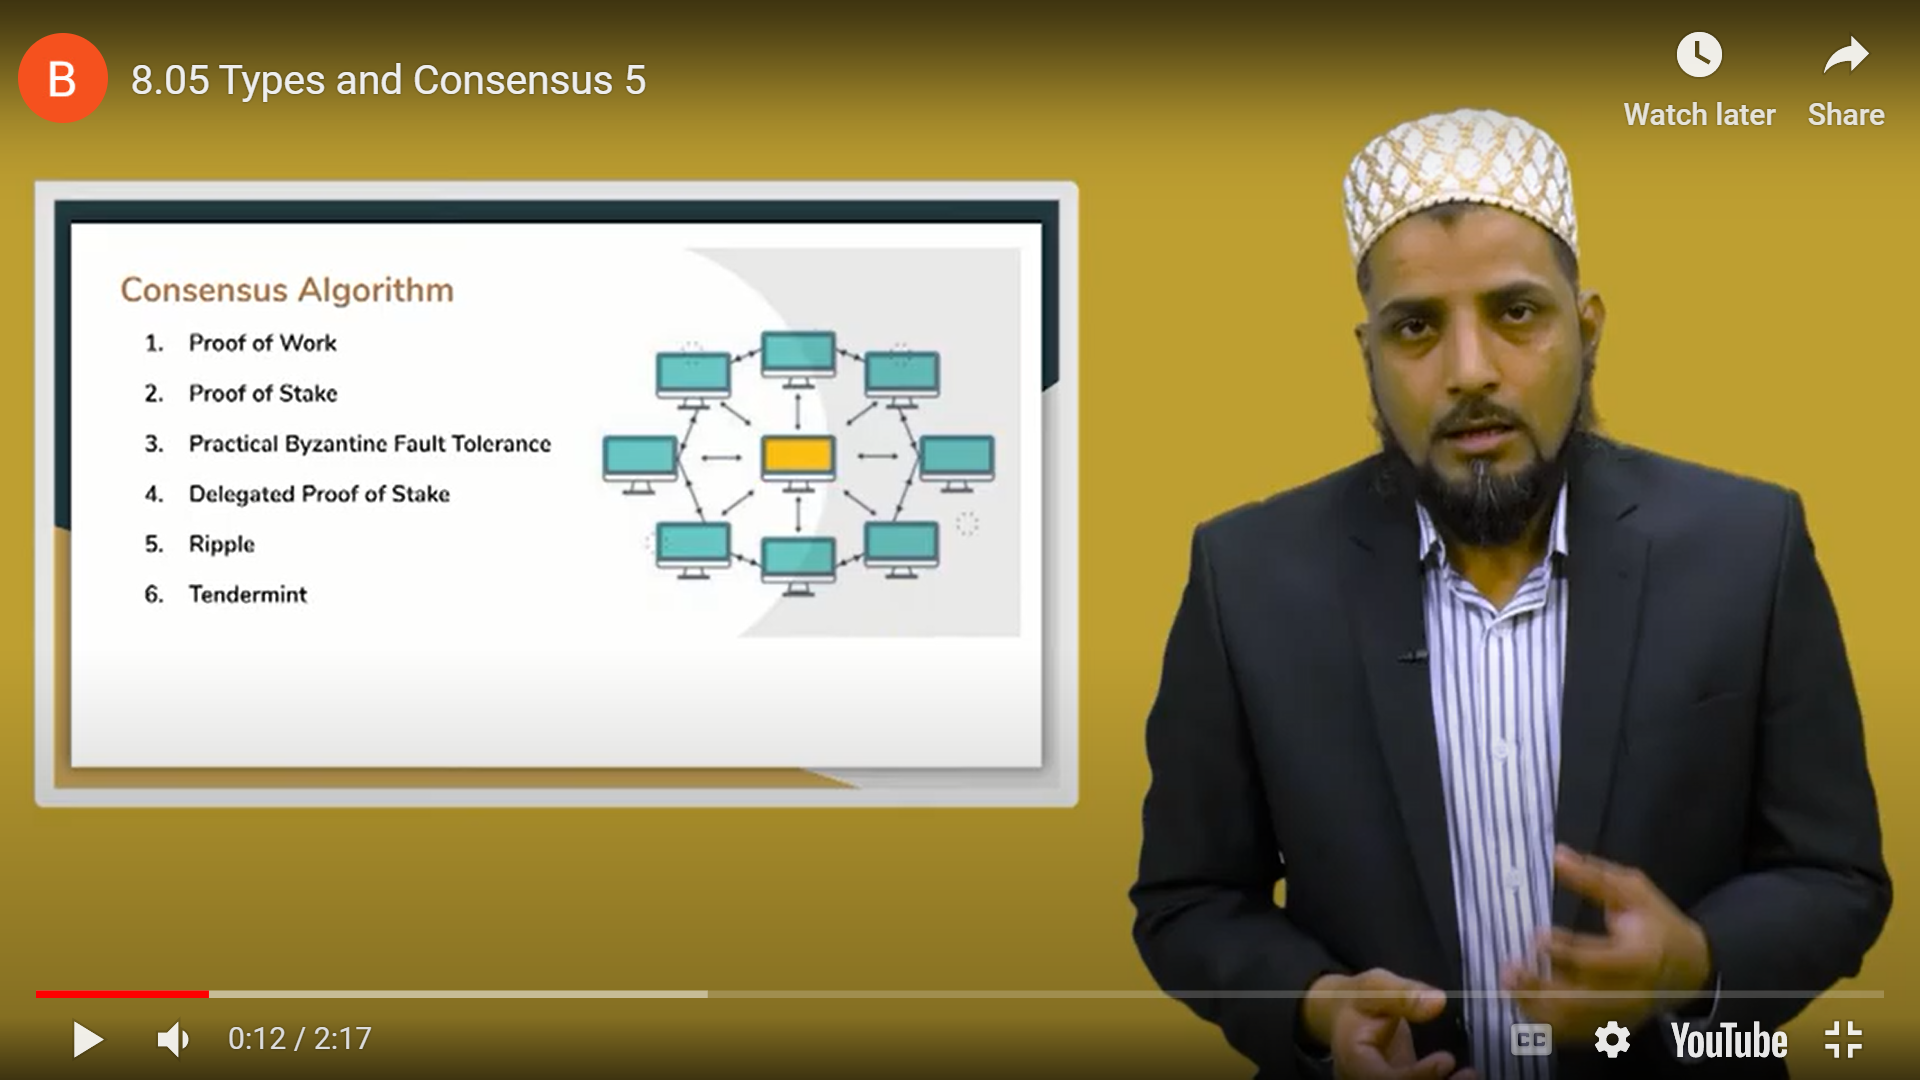 B
8.05 Types and Consensus 5
Watch later
Share
Consensus Algorithm
1. Proof of Work
2. Proof of Stake
3. Practical Byzantine Fault Tolerance
4. Delegated Proof of Stake
5. Ripple
6. Tendermint
0:12 / 2:17
CC
YouTube